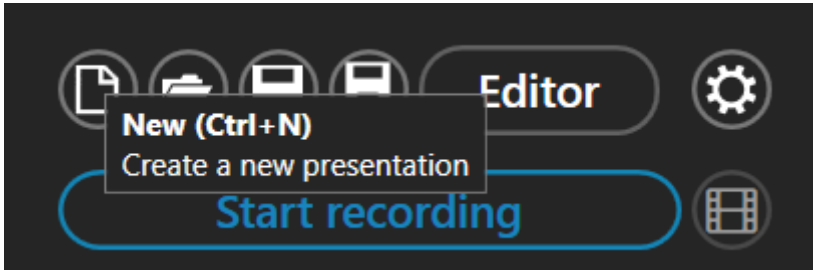 Editor
New (Ctrl+N)
Create a new presentation
Start recording